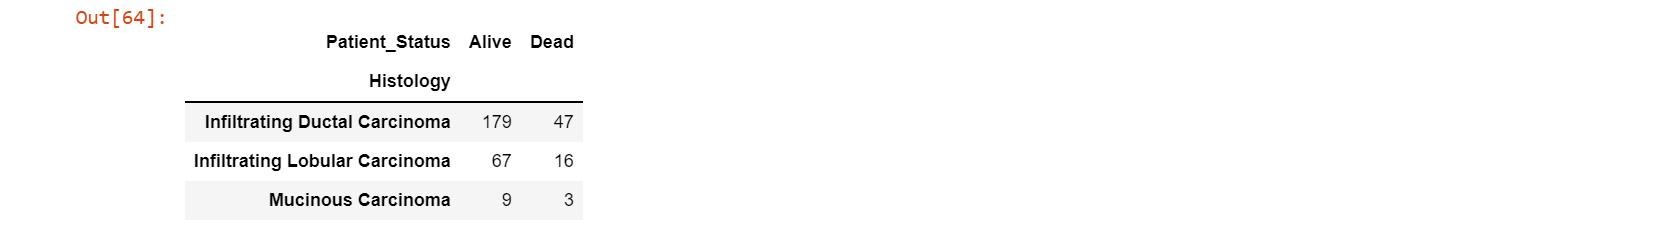 Out[64]:
Patient_Status Alive Dead
Histology
Infiltrating Ductal Carcinoma 179 47
Infiltrating Lobular Carcinoma 67 16
Mucinous Carcinoma 9 3